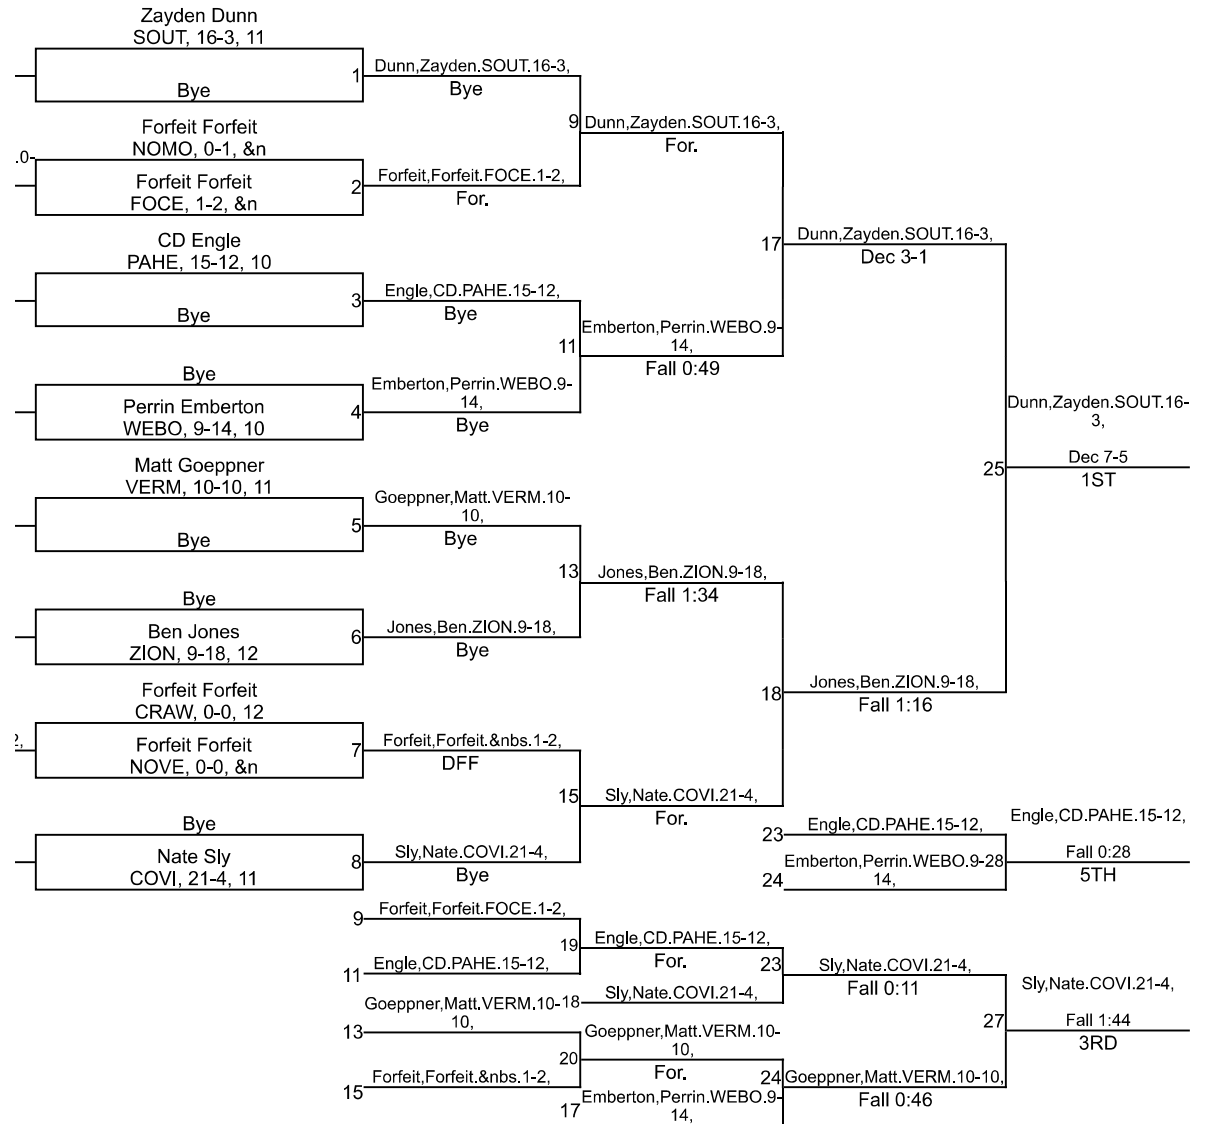 Zayden Dunn
SOUT, 16-3, 11
1
Bye
Dunn,Zayden.SOUT.16-3,
Bye
Forfeit Forfeit
NOMO, 0-1, &n
.0-
Forfeit Forfeit
FOCE, 1-2, &n
2
Forfeit,Forfeit.FOCE.1-2,
For.
9
Dunn,Zayden.SOUT.16-3,
For.
CD Engle
PAHE, 15-12, 10
3
Bye
Engle,CD.PAHE.15-12,
Bye
Bye
Perrin Emberton
WEBO, 9-14, 10
4
Emberton,Perrin.WEBO.9-
14,
Bye
11
Emberton,Perrin.WEBO.9-
14,
Fall 0:49
17
Dunn,Zayden.SOUT.16-3,
Dec 3-1
Matt Goeppner
VERM, 10-10, 11
5
Bye
Goeppner,Matt.VERM.10-
10,
Bye
Bye
Ben Jones
ZION, 9-18, 12
6
Jones,Ben.ZION.9-18,
Bye
13
Jones,Ben.ZION.9-18,
Fall 1:34
Forfeit Forfeit
CRAW, 0-0, 12
2,
Forfeit Forfeit
NOVE, 0-0, &n
7
Forfeit,Forfeit.&nbs.1-2,
DFF
Bye
Nate Sly
COVI, 21-4, 11
8
Sly,Nate.COVI.21-4,
Bye
15
Sly,Nate.COVI.21-4,
For.
18
Jones,Ben.ZION.9-18,
Fall 1:16
25
Dunn,Zayden.SOUT.16-
3,
Dec 7-5
1ST
23
Engle,CD.PAHE.15-12,
24
Emberton,Perrin.WEBO.9-
14,
28
Engle,CD.PAHE.15-12,
Fall 0:28
5TH
9
Forfeit,Forfeit.FOCE.1-2,
11
Engle,CD.PAHE.15-12,
19
Engle,CD.PAHE.15-12,
For.
18
Sly,Nate.COVI.21-4,
23
Sly,Nate.COVI.21-4,
Fall 0:11
13
Goeppner,Matt.VERM.10-
10,
15
Forfeit,Forfeit.&nbs.1-2,
20
Goeppner,Matt.VERM.10-
10,
For.
17
Emberton,Perrin.WEBO.9-
14,
24
Goeppner,Matt.VERM.10-10,
Fall 0:46
27
Sly,Nate.COVI.21-4,
Fall 1:44
3RD